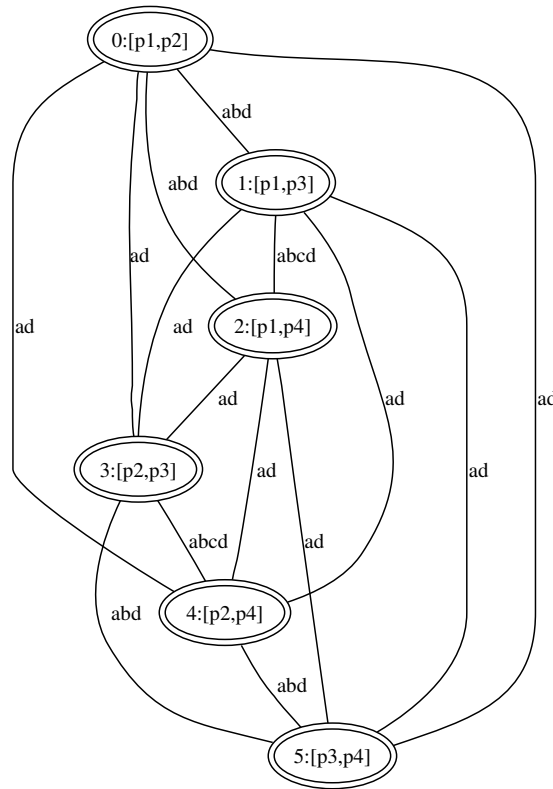 0:[p1,p2]
abd
abd
1:[p1,p3]
ad
abcd
ad
ad
2:[p1,p4]
ad
ad
ad
ad
3:[p2,p3]
ad
ad
abcd
ad
abd
4:[p2,p4]
abd
5:[p3,p4]